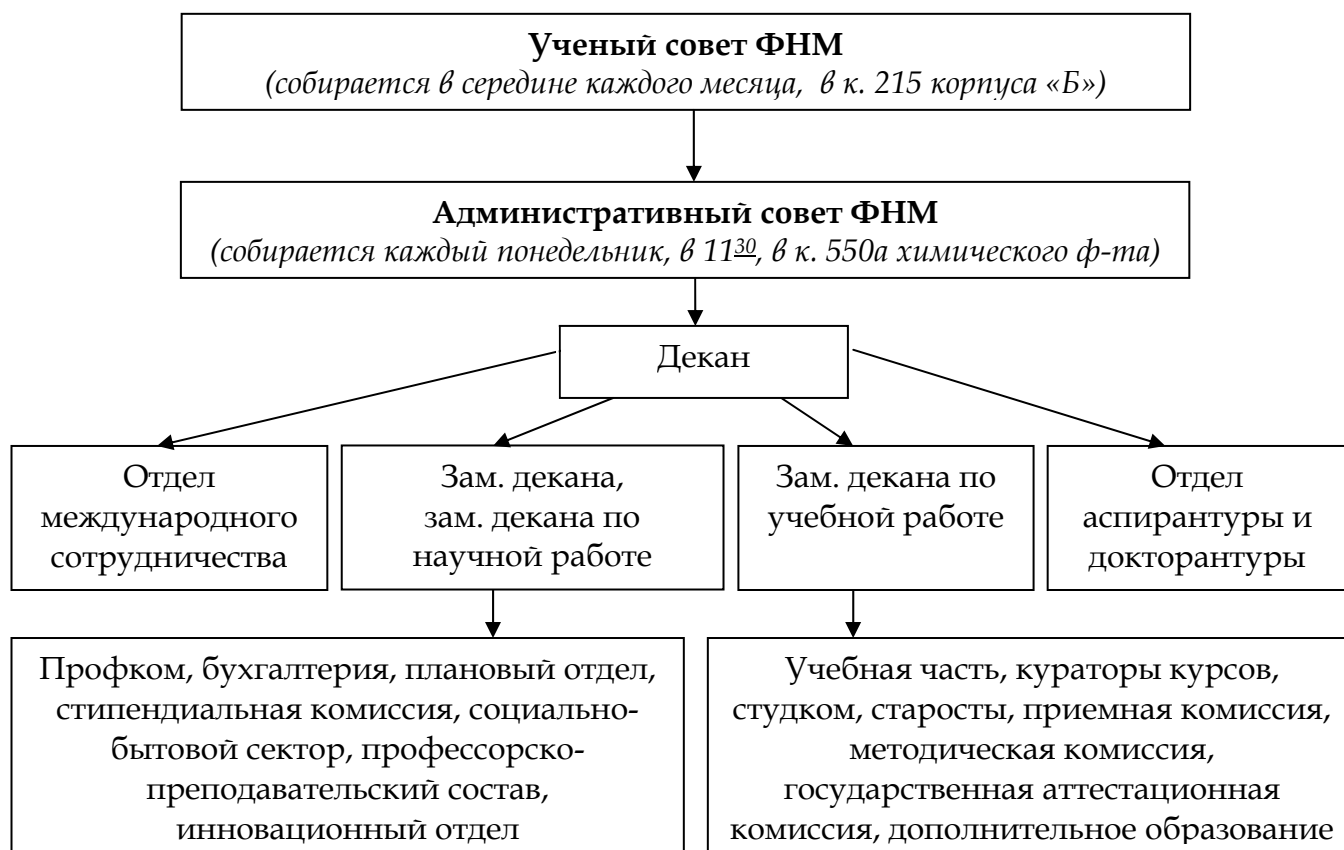 Ученый совет ФНМ
(собирается в середине каждого месяца, в к. 215 корпуса «Б»)
Административный совет ФНМ
(собирается каждый понедельник, в 11³⁰, в к. 550а химического ф-та)
Декан
Отдел
международного
сотрудничества
Зам. декана,
зам. декана по
научной работе
Зам. декана по
учебной работе
Отдел
аспирантуры и
докторантуры
Профком, бухгалтерия, плановый отдел,
стипендиальная комиссия, социально-
бытовой сектор, профессорско-
преподавательский состав,
инновационный отдел
Учебная часть, кураторы курсов,
студком, старосты, приемная комиссия,
методическая комиссия,
государственная аттестационная
комиссия, дополнительное образование